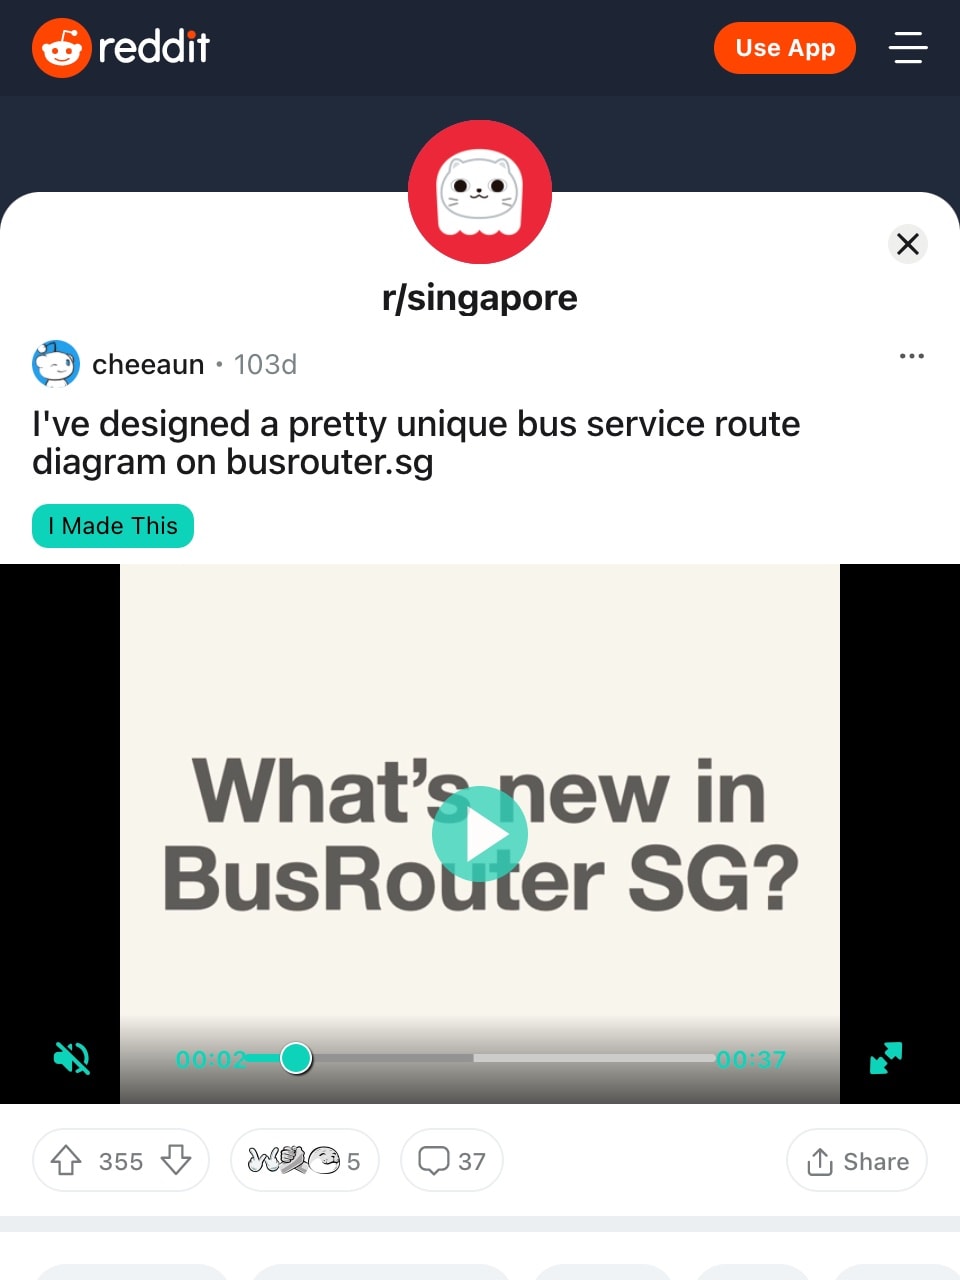 reddit
Use App
r/singapore
cheeaun • 103d
I've designed a pretty unique bus service route
diagram on busrouter.sg
I Made This
What's new in
BusRouter SG?
00:02
00:37
355
5
37
Share